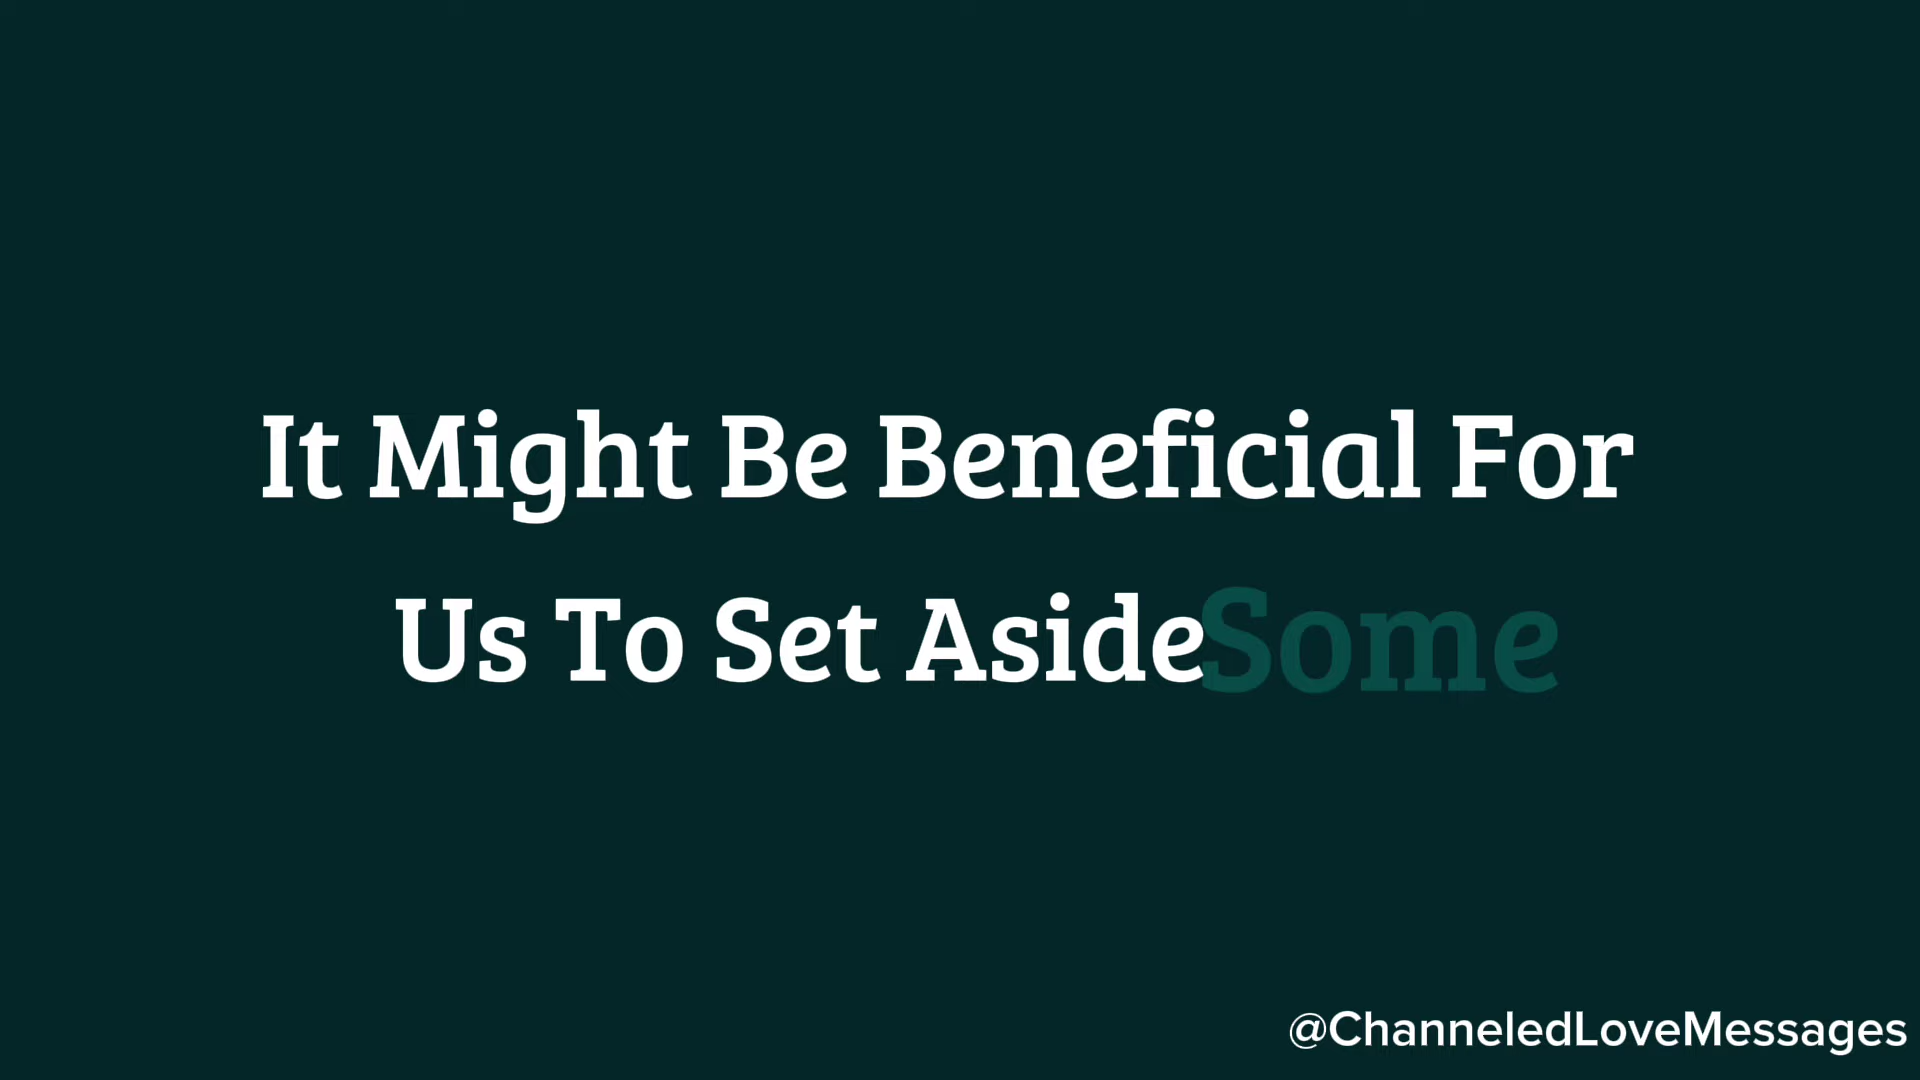 It Might Be Beneficial For
Us To Set Aside Some
@ChanneledLoveMessages